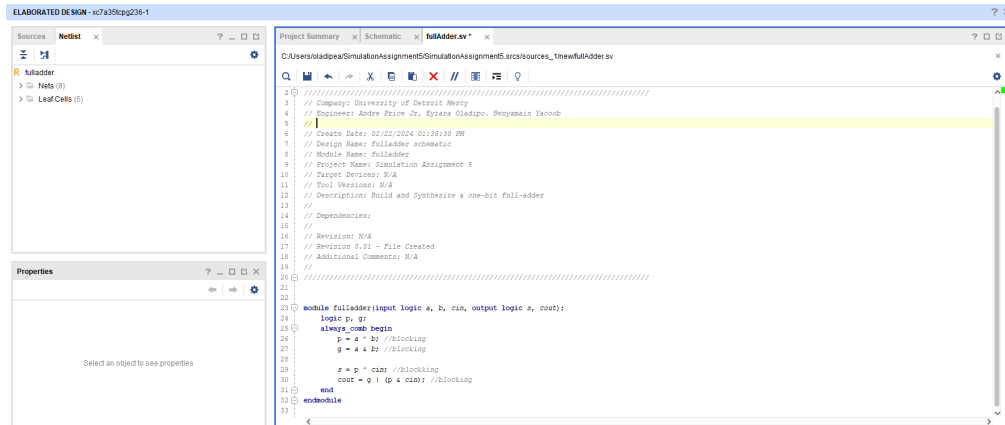 ELABORATED DESIGN - xc7a35tcpg236-1
Sources Netlist
fulladder
Nets (8)
Leaf Cells (5)
Properties
Select an object to see properties
Project Summary Schematic fullAdder.sv *
C:/Users/oladipea/SimulationAssignment5/SimulationAssignment5.srcs/sources_1/new/fullAdder.sv
2 //////////////////////////////////////////////////////////////////////////////////
3 // Company: University of Detroit Mercy
4 // Engineer: Andre Price Jr, Eyiara Oladipo. Benyamain Yacoob
5 //
6 // Create Date: 02/22/2024 01:38:30 PM
7 // Design Name: fulladder schematic
8 // Module Name: fulladder
9 // Project Name: Simulation Assignment 5
10 // Target Devices: N/A
11 // Tool Versions: N/A
12 // Description: Build and Synthesize a one-bit full-adder
13 //
14 // Dependencies:
15 //
16 // Revision: N/A
17 // Revision 0.01 - File Created
18 // Additional Comments: N/A
19 //
20 //////////////////////////////////////////////////////////////////////////////////
21
22
23 module fulladder(input logic a, b, cin, output logic s, cout);
24 logic p, g;
25 always_comb begin
26 p = a ^ b; //blocking
27 g = a & b; //blocking
28
29 s = p ^ cin; //blockking
30 cout = g | (p & cin); //blocking
31 end
32 endmodule
33